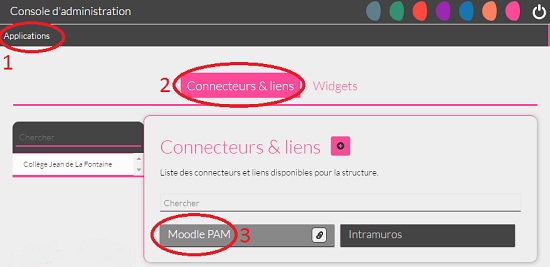 Console d'administration
Applications
1
2
Connecteurs & liens
Widgets
Chercher
Collège Jean de La Fontaine
Connecteurs & liens
Liste des connecteurs et liens disponibles pour la structure.
Chercher
Moodle PAM
3
Intramuros